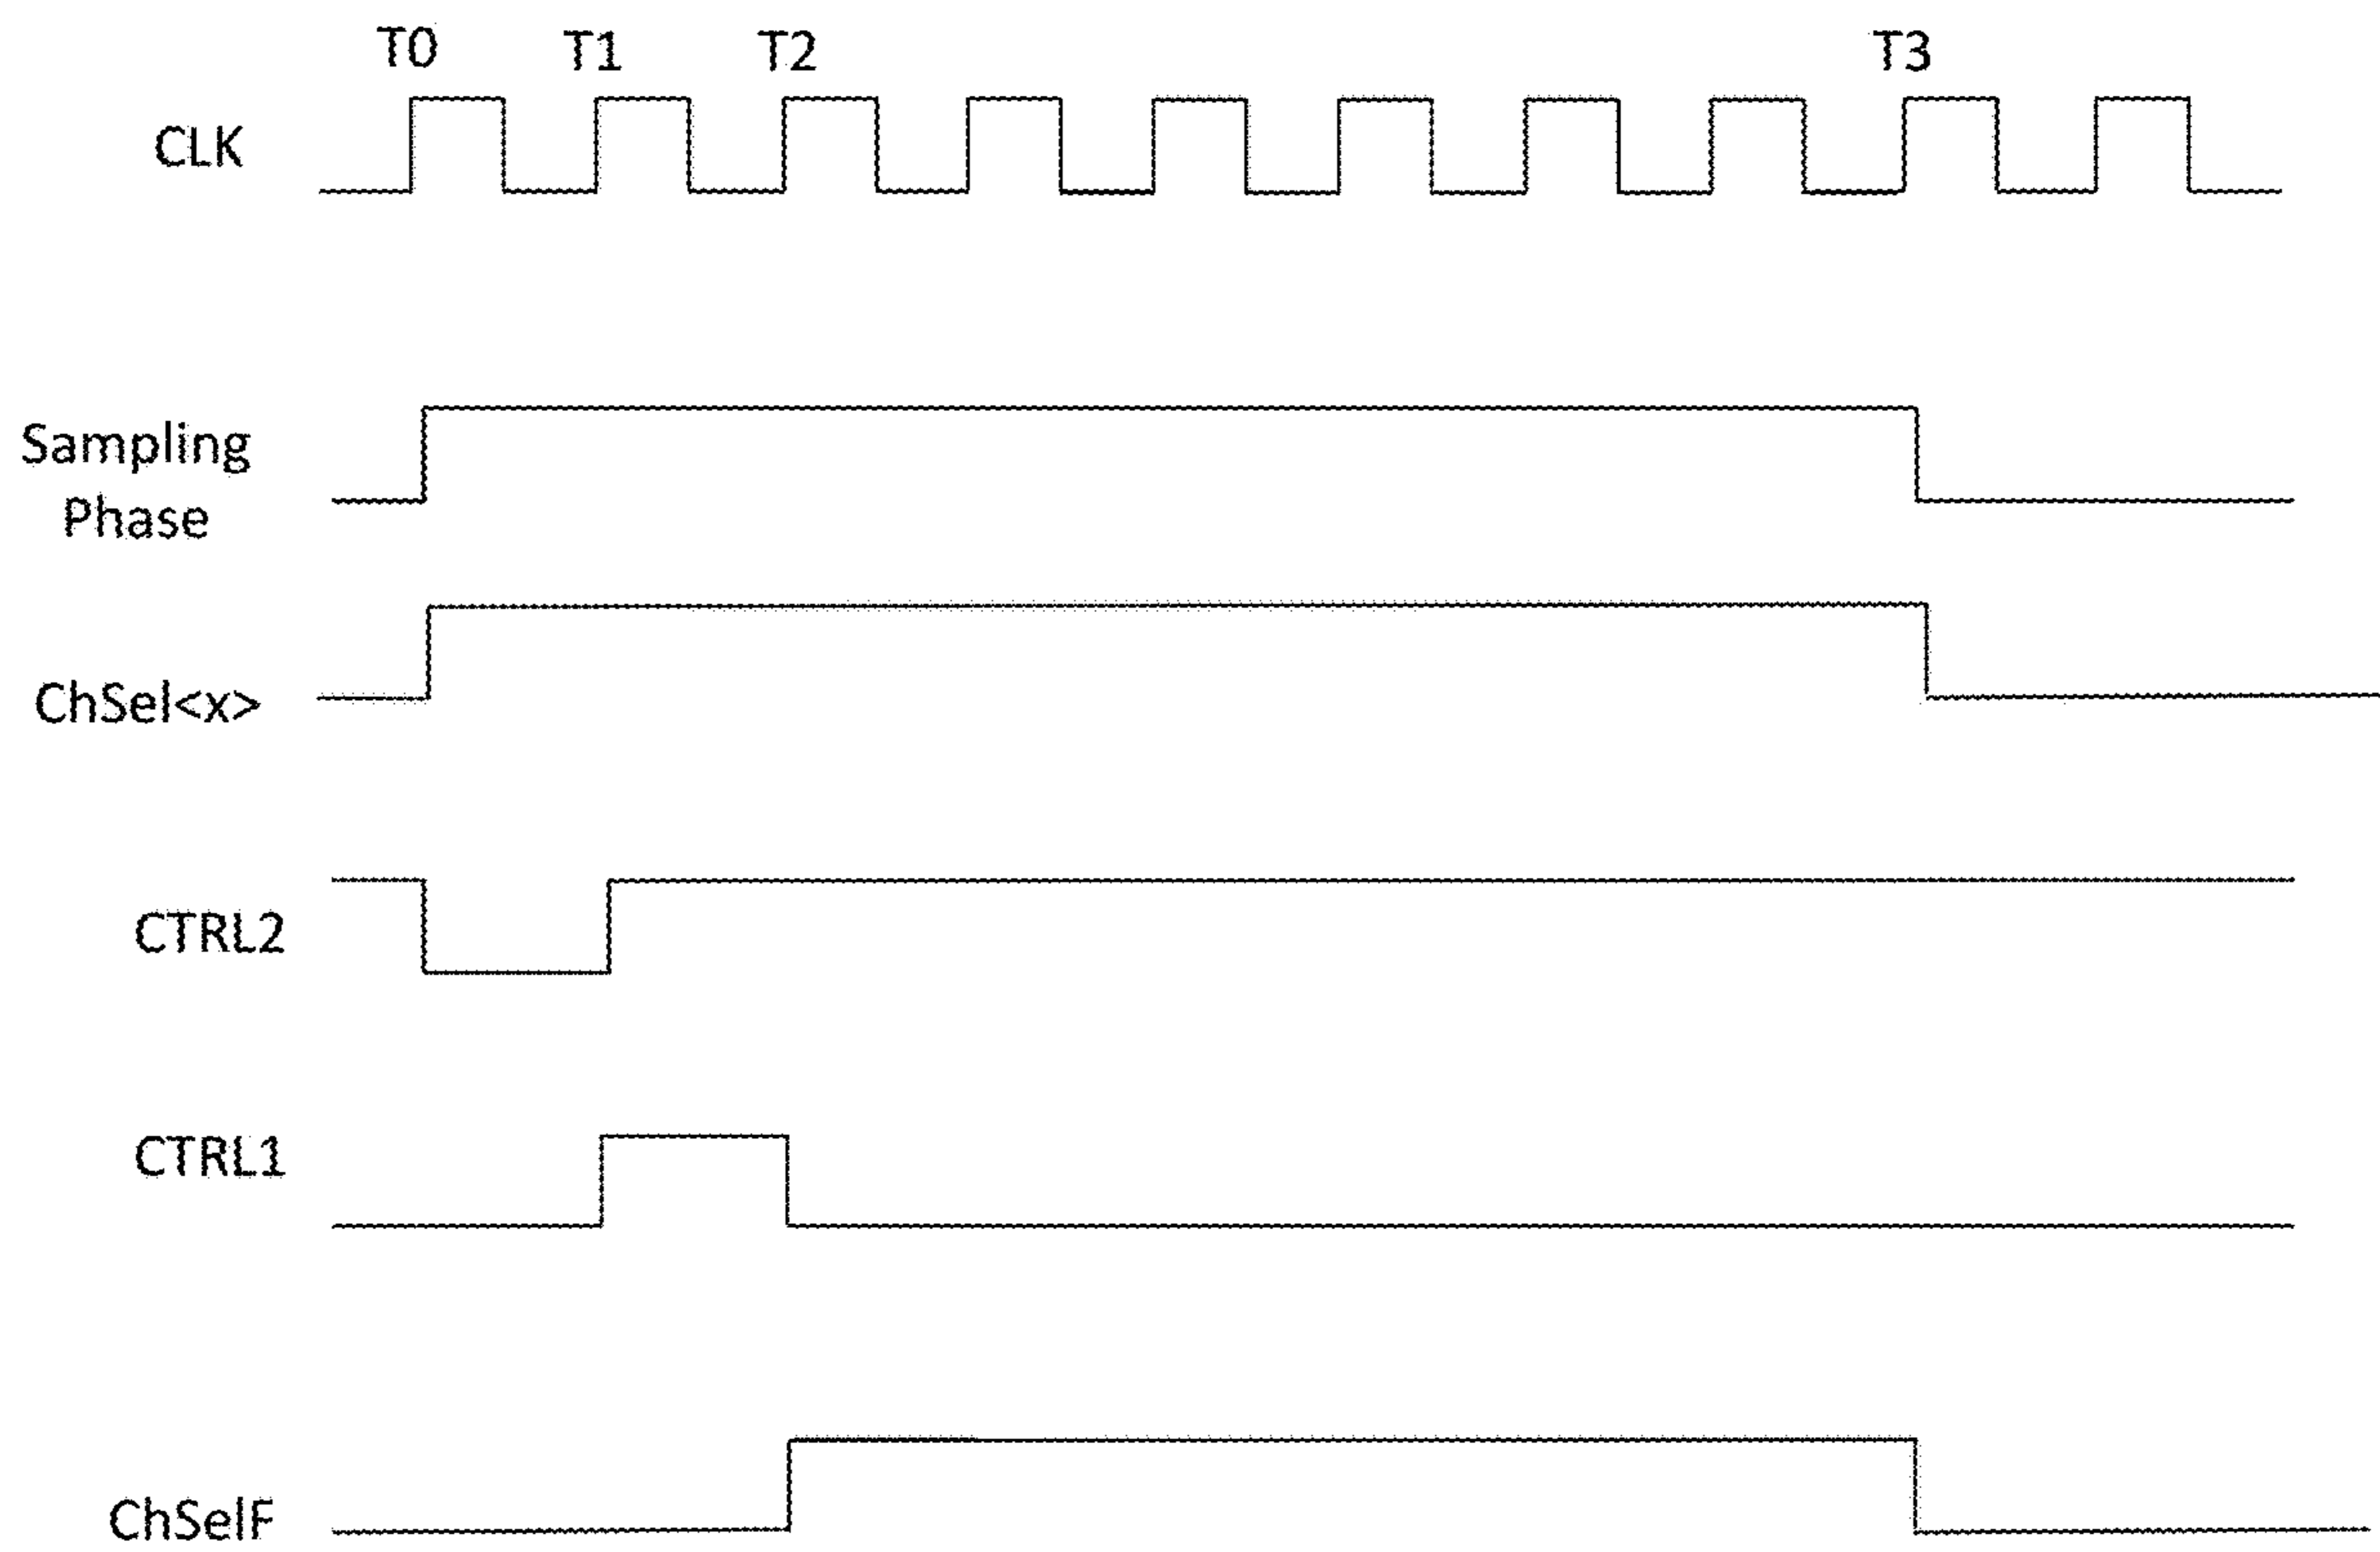 T0 T1 T2 T3
CLK
Sampling
Phase
ChSel<x>
CTRL2
CTRL1
ChSelF